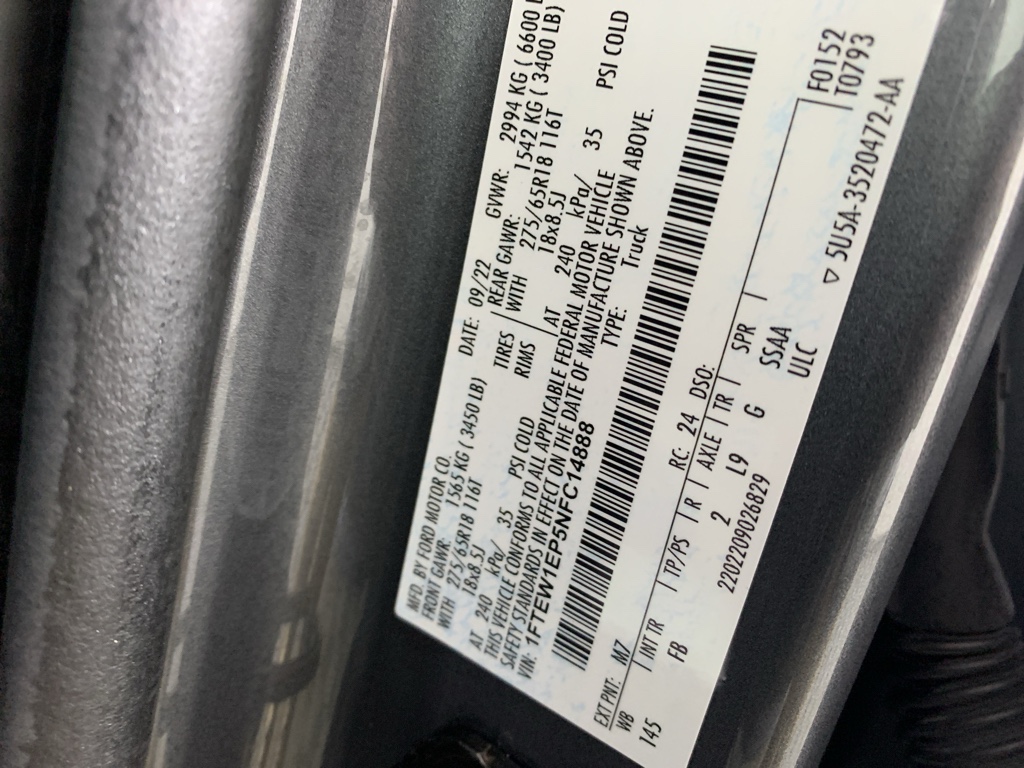 MFD. BY FORD MOTOR CO. DATE: 09/22 GVWR: 2994 KG ( 6600
FRONT GAWR: 1565 KG ( 3450 LB) REAR GAWR: 1542 KG ( 3400 LB)
WITH 275/65R18 116T TIRES WITH 275/65R18 116T
18x8.5J RIMS 18x8.5J
AT 240 kPa/ 35 PSI COLD AT 240 kPa/ 35 PSI COLD
THIS VEHICLE CONFORMS TO ALL APPLICABLE FEDERAL MOTOR VEHICLE
SAFETY STANDARDS IN EFFECT ON THE DATE OF MANUFACTURE SHOWN ABOVE.
VIN: 1FTEW1EP5NFC14888 TYPE: Truck
EXT PNT: M7 RC: 24 DSO: F0152
WB | INT TR | TP/PS | R | AXLE | TR | SPR | T0793
145 FB 2 L9 G SSAA
2202209026829 ULC
▽ 5U5A-3520472-AA